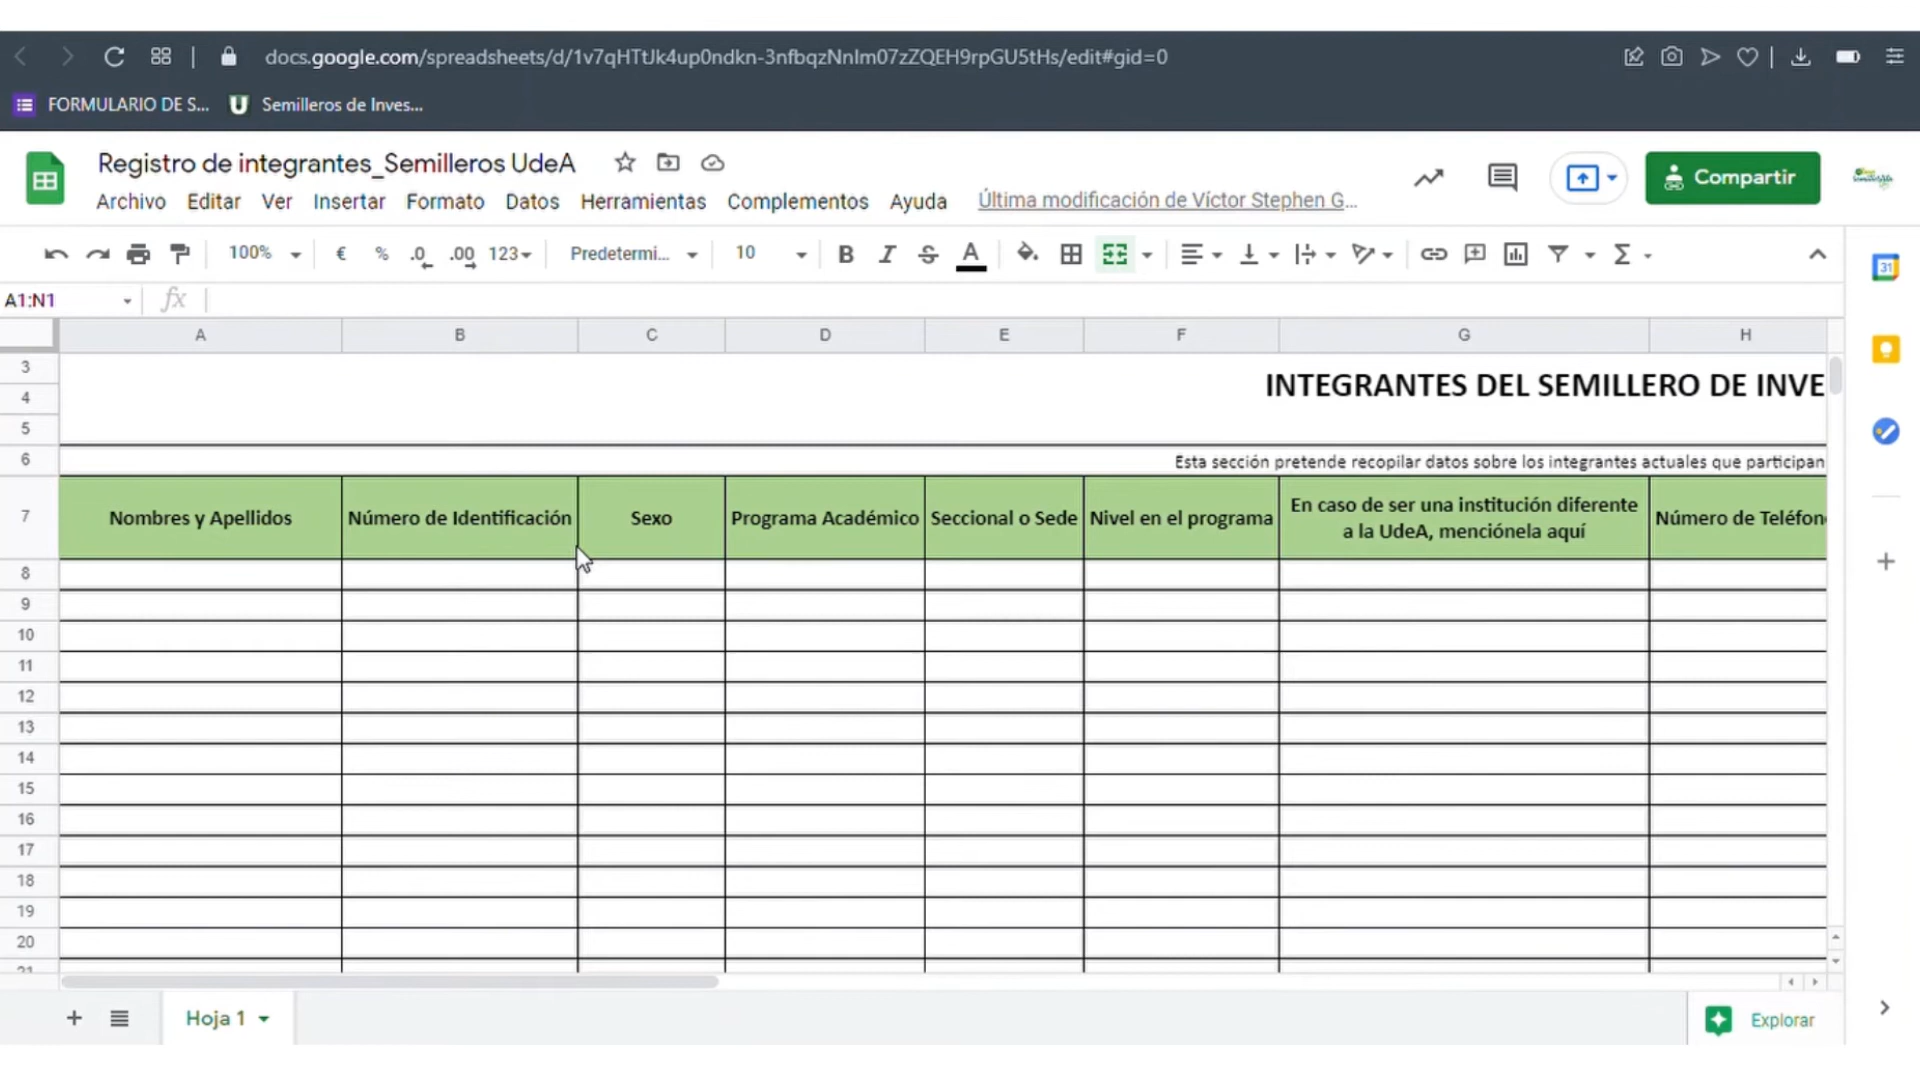 docs.google.com/spreadsheets/d/1v7qHTtJk4up0ndkn-3nfbqzNnIm07zZQEH9rpGU5tHs/edit#gid=0
FORMULARIO DE S... U Semilleros de Inves...
Registro de integrantes_Semilleros UdeA
Compartir
Archivo Editar Ver Insertar Formato Datos Herramientas Complementos Ayuda Última modificación de Víctor Stephen G...
100% € % .0 .00 123 Predetermi... 10 B I S A Σ
31
A1:N1 fx
A B C D E F G H
3
4 INTEGRANTES DEL SEMILLERO DE INVE
5
6 Esta sección pretende recopilar datos sobre los integrantes actuales que participan
7 Nombres y Apellidos Número de Identificación Sexo Programa Académico Seccional o Sede Nivel en el programa En caso de ser una institución diferente a la UdeA, menciónela aquí Número de Teléfon
8
9
10
11
12
13
14
15
16
17
18
19
20
21
Hoja 1
Explorar